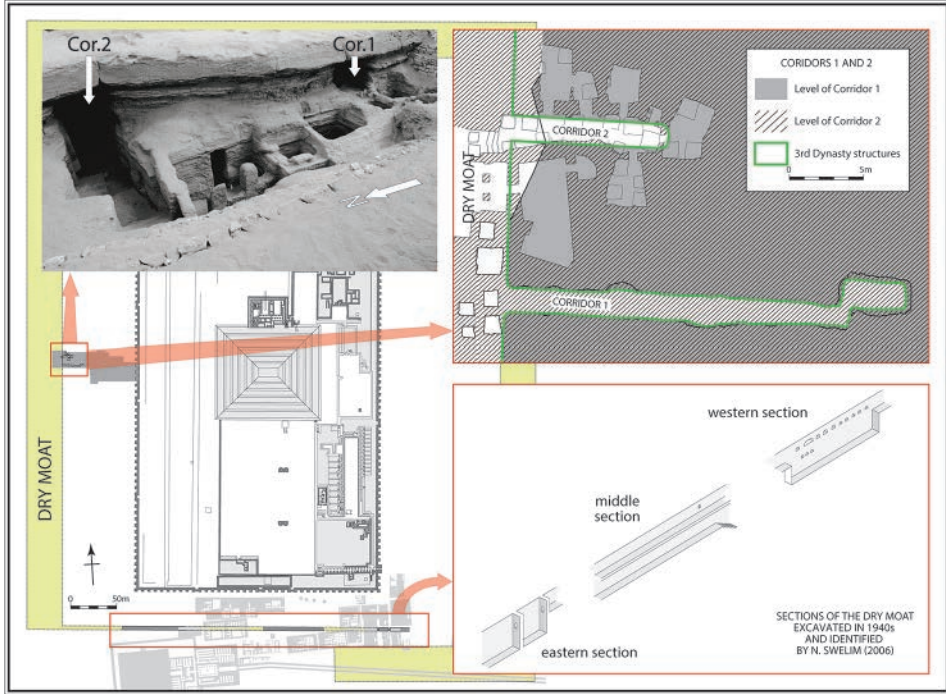 Cor.2
Cor.1
CORIDORS 1 AND 2
Level of Corridor 1
Level of Corridor 2
3rd Dynasty structures
0 5m
CORRIDOR 2
DRY MOAT
CORRIDOR 1
N
DRY MOAT
0 50m
western section
middle
section
eastern section
SECTIONS OF THE DRY MOAT
EXCAVATED IN 1940s
AND IDENTIFIED
BY N. SWELIM (2006)